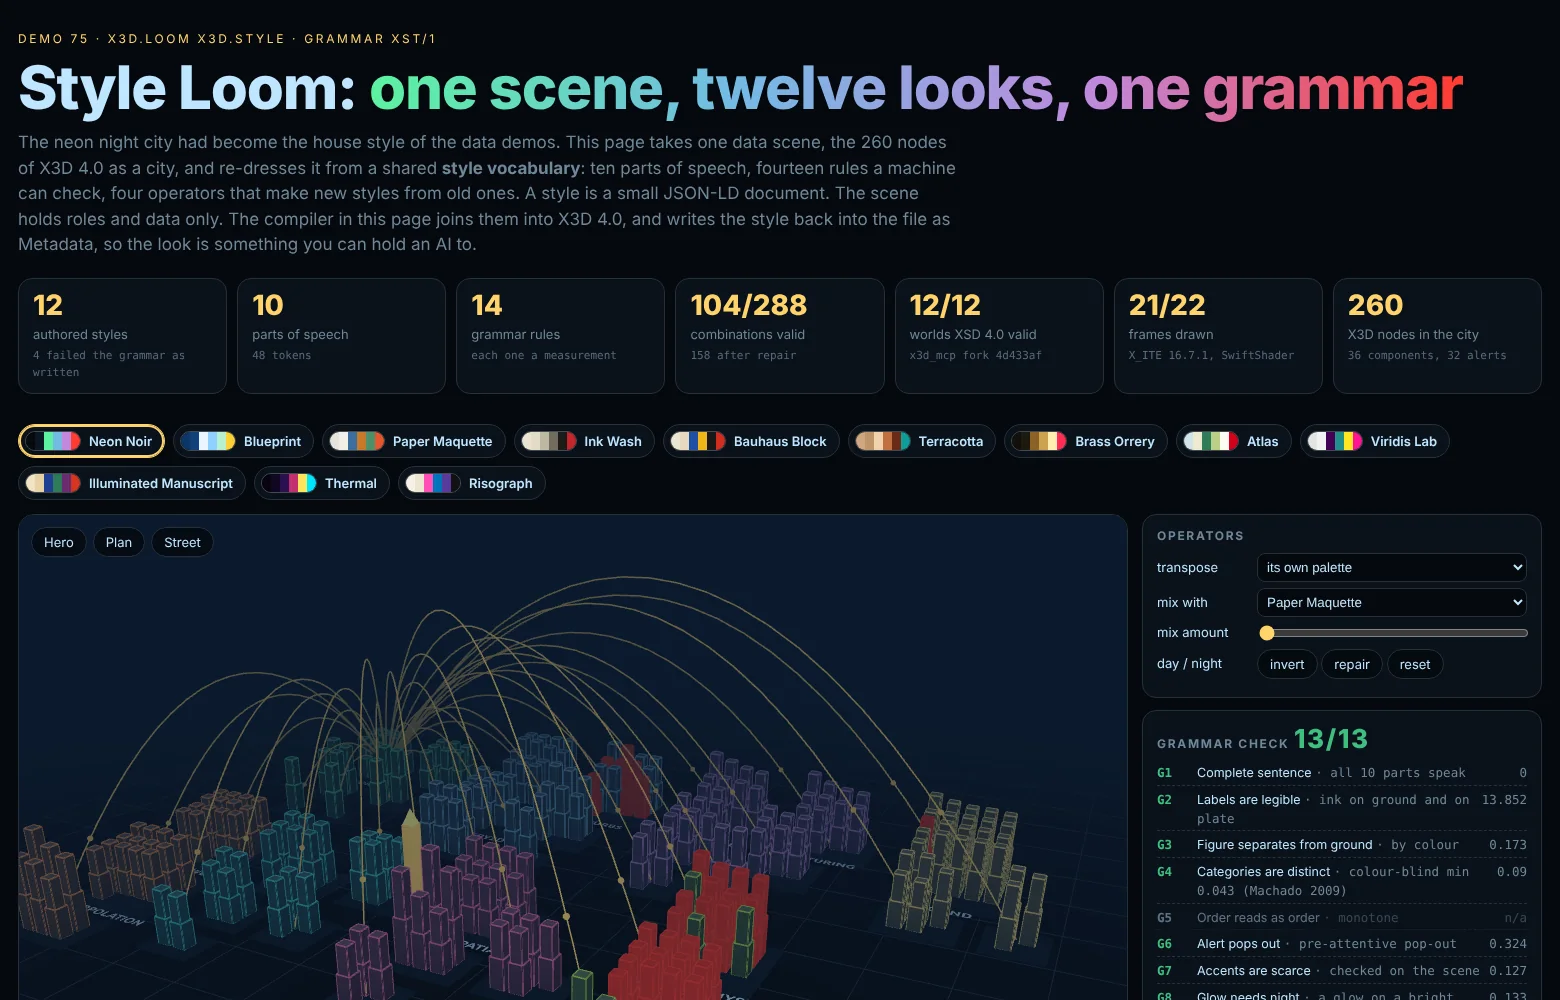 DEMO 75 · X3D.LOOM X3D.STYLE · GRAMMAR XST/1
Style Loom: one scene, twelve looks, one grammar
The neon night city had become the house style of the data demos. This page takes one data scene, the 260 nodes
of X3D 4.0 as a city, and re-dresses it from a shared style vocabulary: ten parts of speech, fourteen rules a machine
can check, four operators that make new styles from old ones. A style is a small JSON-LD document. The scene
holds roles and data only. The compiler in this page joins them into X3D 4.0, and writes the style back into the file as
Metadata, so the look is something you can hold an AI to.
12
authored styles
4 failed the grammar as
written
10
parts of speech
48 tokens
14
grammar rules
each one a measurement
104/288
combinations valid
158 after repair
12/12
worlds XSD 4.0 valid
x3d_mcp fork 4d433af
21/22
frames drawn
X_ITE 16.7.1, SwiftShader
260
X3D nodes in the city
36 components, 32 alerts
Neon Noir
Blueprint
Paper Maquette
Ink Wash
Bauhaus Block
Terracotta
Brass Orrery
Atlas
Viridis Lab
Illuminated Manuscript
Thermal
Risograph
Hero
Plan
Street
OPERATORS
transpose
its own palette
mix with
Paper Maquette
mix amount
day / night
invert
repair
reset
GRAMMAR CHECK 13/13
G1 Complete sentence · all 10 parts speak 0
G2 Labels are legible · ink on ground and on 13.852
plate
G3 Figure separates from ground · by colour 0.173
G4 Categories are distinct · colour-blind min 0.09
0.043 (Machado 2009)
G5 Order reads as order · monotone n/a
G6 Alert pops out · pre-attentive pop-out 0.324
G7 Accents are scarce · checked on the scene 0.127
G8 Glow needs night · a glow on a bright 0.133